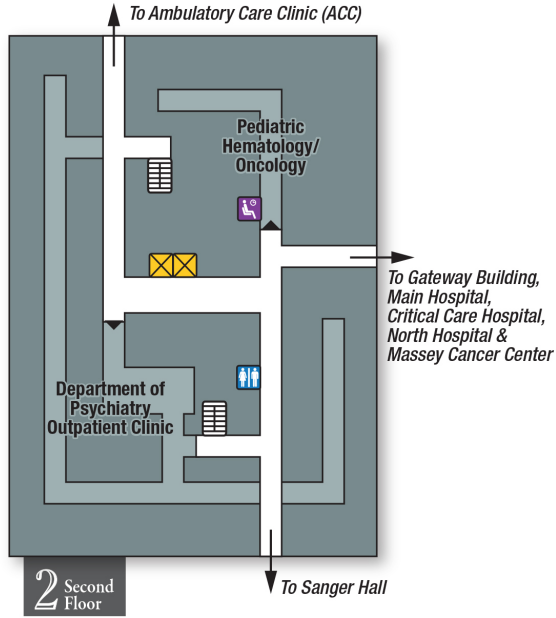 To Ambulatory Care Clinic (ACC)
Pediatric
Hematology/
Oncology
To Gateway Building,
Main Hospital,
Critical Care Hospital,
North Hospital &
Massey Cancer Center
Department of
Psychiatry
Outpatient Clinic
2 Second
Floor
To Sanger Hall